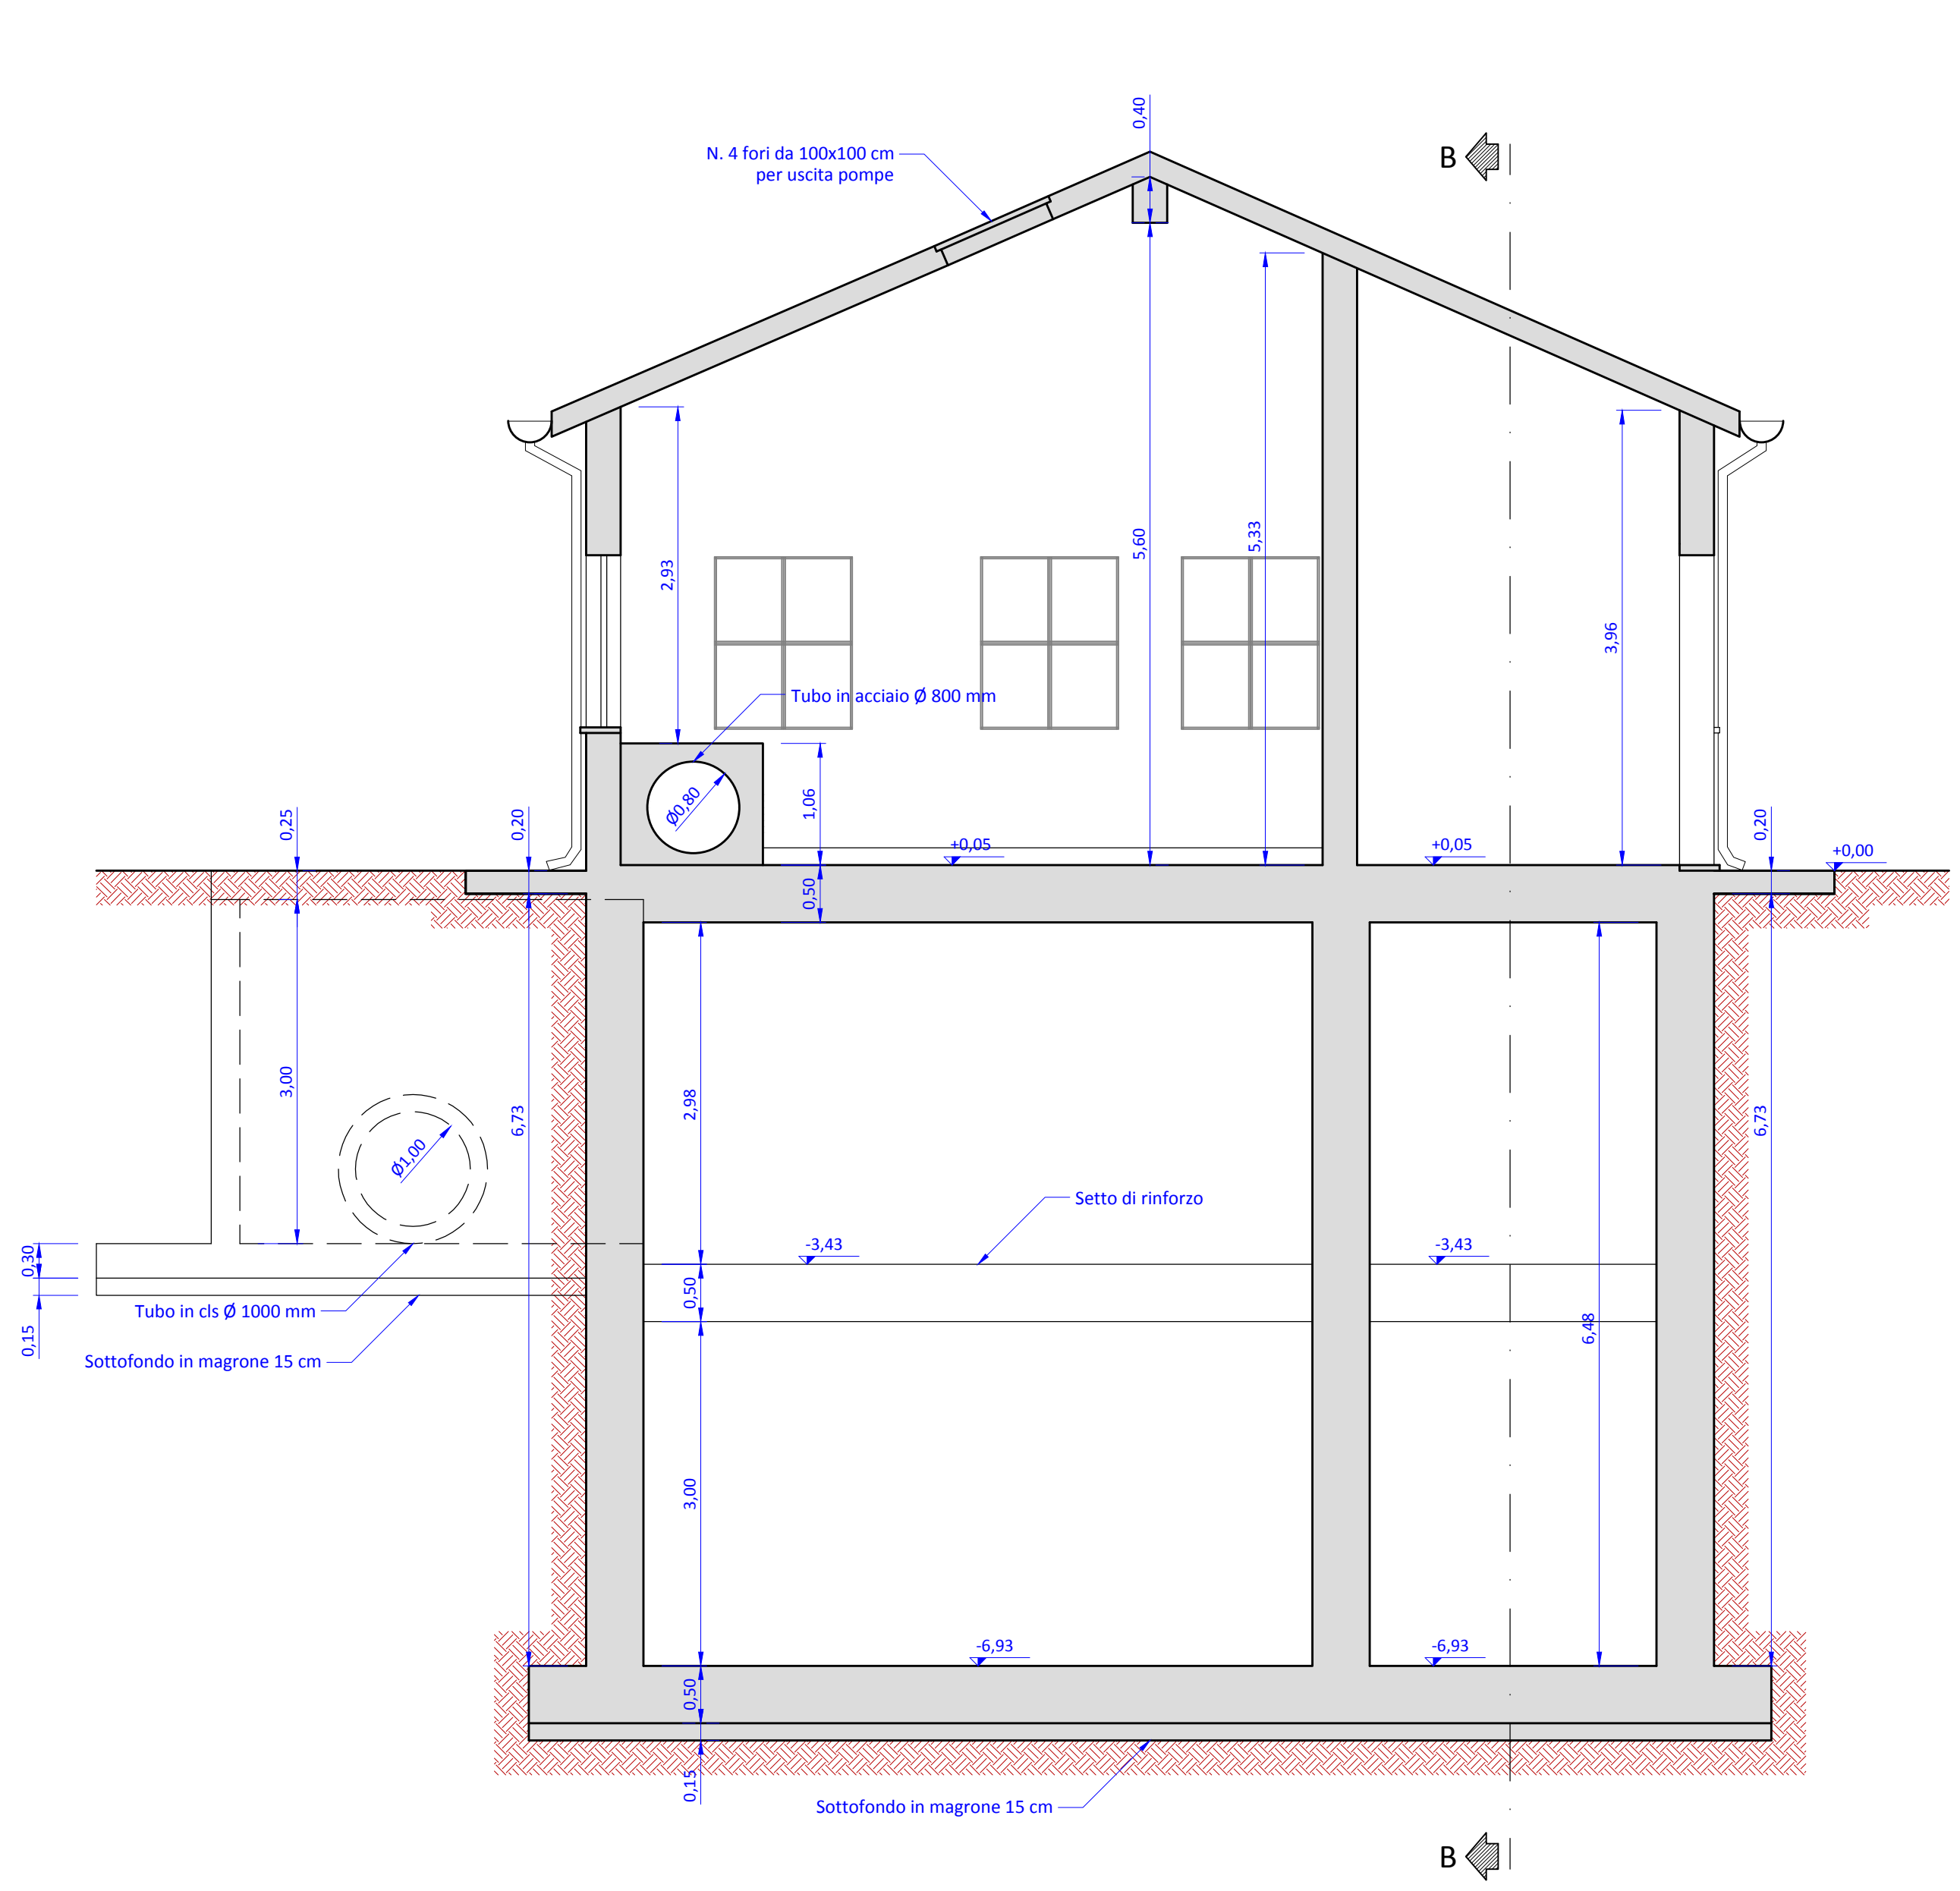 0,40
B
N. 4 fori da 100x100 cm
per uscita pompe
2,93
5,60
5,33
3,96
Tubo in acciaio Ø 800 mm
Ø0,80
1,06
0,25
0,20
+0,05
+0,05
0,20
+0,00
0,50
3,00
6,73
2,98
6,73
Ø1,00
Setto di rinforzo
-3,43
-3,43
0,30
0,50
6,48
Tubo in cls Ø 1000 mm
0,15
Sottofondo in magrone 15 cm
3,00
-6,93
-6,93
0,50
0,15
Sottofondo in magrone 15 cm
B